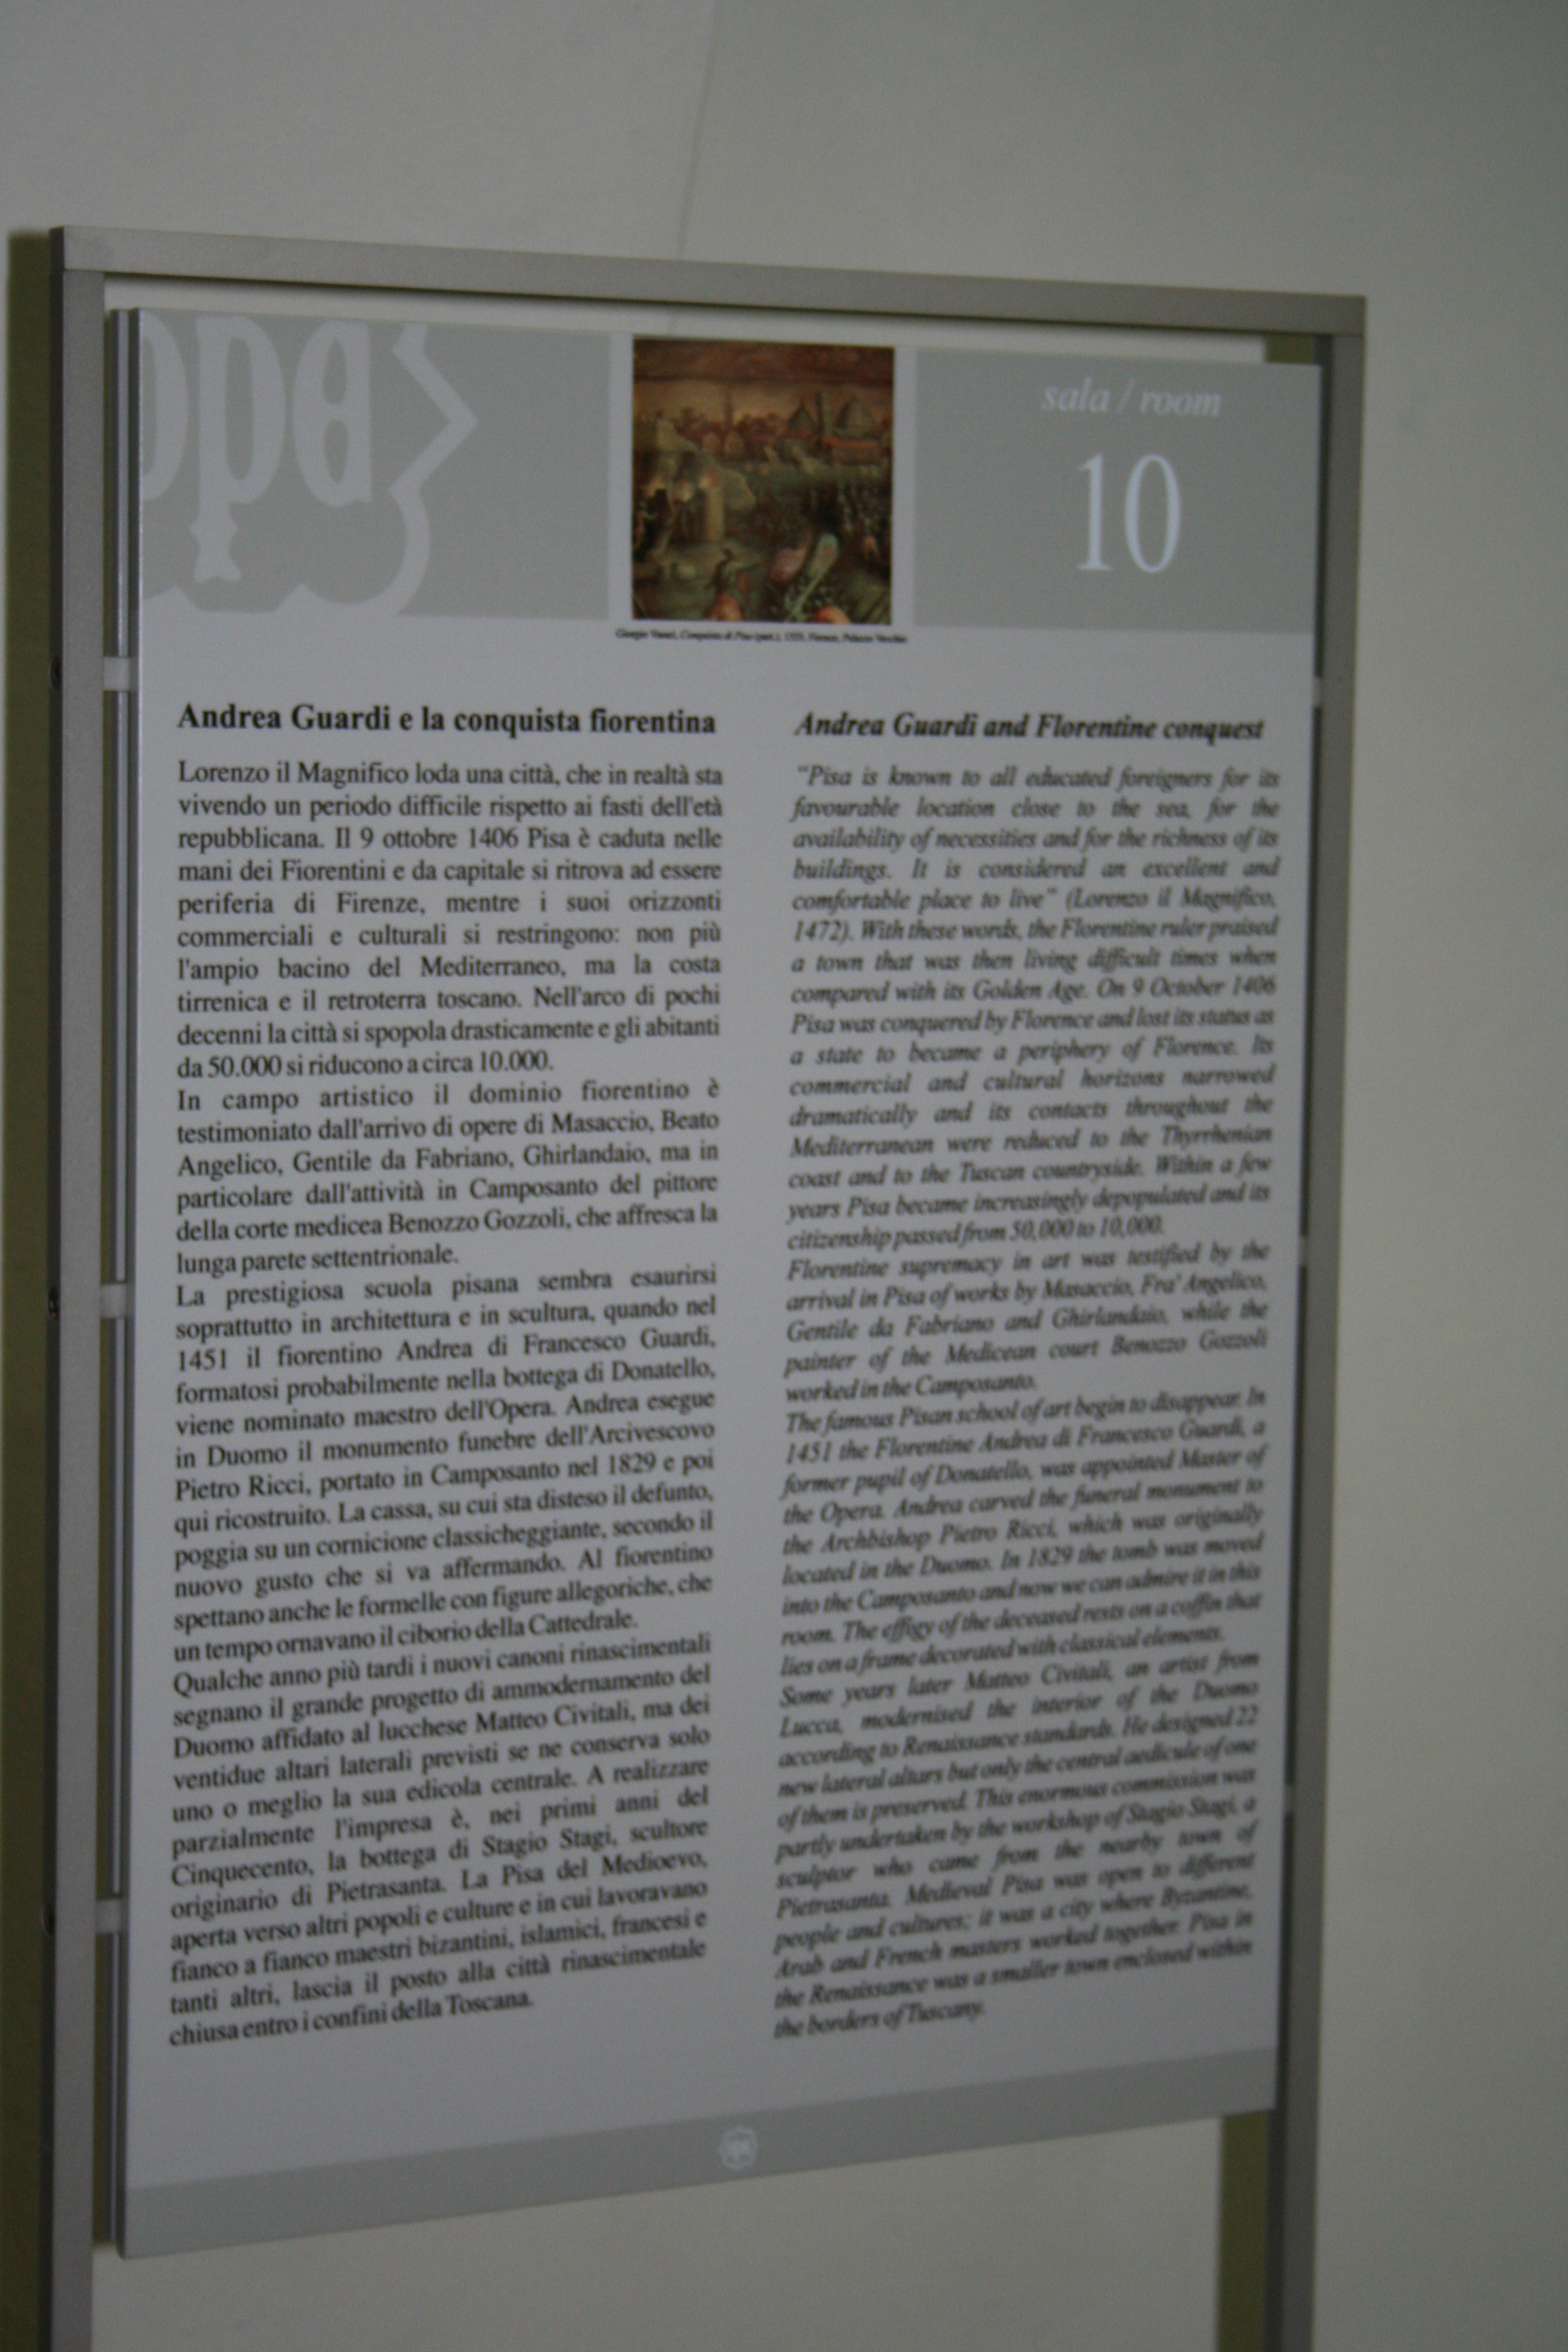 opa
sala / room
10
Giorgio Vasari, Conquista di Pisa (part.), 1555, Firenze, Palazzo Vecchio
Andrea Guardi e la conquista fiorentina
Lorenzo il Magnifico loda una città, che in realtà sta
vivendo un periodo difficile rispetto ai fasti dell'età
repubblicana. Il 9 ottobre 1406 Pisa è caduta nelle
mani dei Fiorentini e da capitale si ritrova ad essere
periferia di Firenze, mentre i suoi orizzonti
commerciali e culturali si restringono: non più
l'ampio bacino del Mediterraneo, ma la costa
tirrenica e il retroterra toscano. Nell'arco di pochi
decenni la città si spopola drasticamente e gli abitanti
da 50.000 si riducono a circa 10.000.
In campo artistico il dominio fiorentino è
testimoniato dall'arrivo di opere di Masaccio, Beato
Angelico, Gentile da Fabriano, Ghirlandaio, ma in
particolare dall'attività in Camposanto del pittore
della corte medicea Benozzo Gozzoli, che affresca la
lunga parete settentrionale.
La prestigiosa scuola pisana sembra esaurirsi
soprattutto in architettura e in scultura, quando nel
1451 il fiorentino Andrea di Francesco Guardi,
formatosi probabilmente nella bottega di Donatello,
viene nominato maestro dell'Opera. Andrea esegue
in Duomo il monumento funebre dell'Arcivescovo
Pietro Ricci, portato in Camposanto nel 1829 e poi
qui ricostruito. La cassa, su cui sta disteso il defunto,
poggia su un cornicione classicheggiante, secondo il
nuovo gusto che si va affermando. Al fiorentino
spettano anche le formelle con figure allegoriche, che
un tempo ornavano il ciborio della Cattedrale.
Qualche anno più tardi i nuovi canoni rinascimentali
segnano il grande progetto di ammodernamento del
Duomo affidato al lucchese Matteo Civitali, ma dei
ventidue altari laterali previsti se ne conserva solo
uno o meglio la sua edicola centrale. A realizzare
parzialmente l'impresa è, nei primi anni del
Cinquecento, la bottega di Stagio Stagi, scultore
originario di Pietrasanta. La Pisa del Medioevo,
aperta verso altri popoli e culture e in cui lavoravano
fianco a fianco maestri bizantini, islamici, francesi e
tanti altri, lascia il posto alla città rinascimentale
chiusa entro i confini della Toscana.
Andrea Guardi and Florentine conquest
“Pisa is known to all educated foreigners for its
favourable location close to the sea, for the
availability of necessities and for the richness of its
buildings. It is considered an excellent and
comfortable place to live” (Lorenzo il Magnifico,
1472). With these words, the Florentine ruler praised
a town that was then living difficult times when
compared with its Golden Age. On 9 October 1406
Pisa was conquered by Florence and lost its status as
a state to became a periphery of Florence. Its
commercial and cultural horizons narrowed
dramatically and its contacts throughout the
Mediterranean were reduced to the Thyrrhenian
coast and to the Tuscan countryside. Within a few
years Pisa became increasingly depopulated and its
citizenship passed from 50,000 to 10,000.
Florentine supremacy in art was testified by the
arrival in Pisa of works by Masaccio, Fra' Angelico,
Gentile da Fabriano and Ghirlandaio, while the
painter of the Medicean court Benozzo Gozzoli
worked in the Camposanto.
The famous Pisan school of art begin to disappear. In
1451 the Florentine Andrea di Francesco Guardi, a
former pupil of Donatello, was appointed Master of
the Opera. Andrea carved the funeral monument to
the Archbishop Pietro Ricci, which was originally
located in the Duomo. In 1829 the tomb was moved
into the Camposanto and now we can admire it in this
room. The effigy of the deceased rests on a coffin that
lies on a frame decorated with classical elements.
Some years later Matteo Civitali, an artist from
Lucca, modernised the interior of the Duomo
according to Renaissance standards. He designed 22
new lateral altars but only the central aedicule of one
of them is preserved. This enormous commission was
partly undertaken by the workshop of Stagio Stagi, a
sculptor who came from the nearby town of
Pietrasanta. Medieval Pisa was open to different
people and cultures; it was a city where Byzantine,
Arab and French masters worked together. Pisa in
the Renaissance was a smaller town enclosed within
the borders of Tuscany.